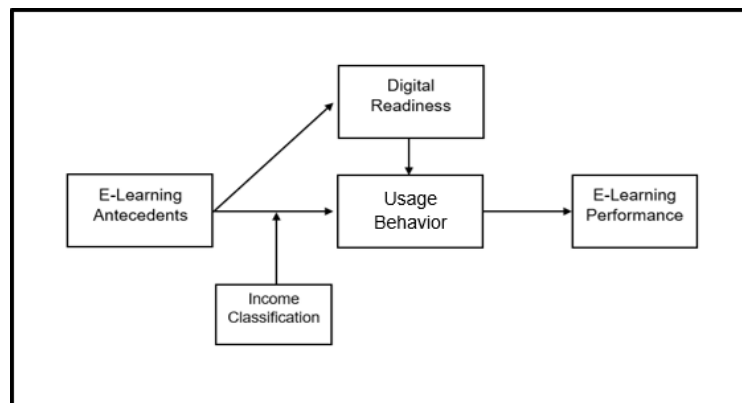 Digital
Readiness
E-Learning
Antecedents
Usage
Behavior
E-Learning
Performance
Income
Classification